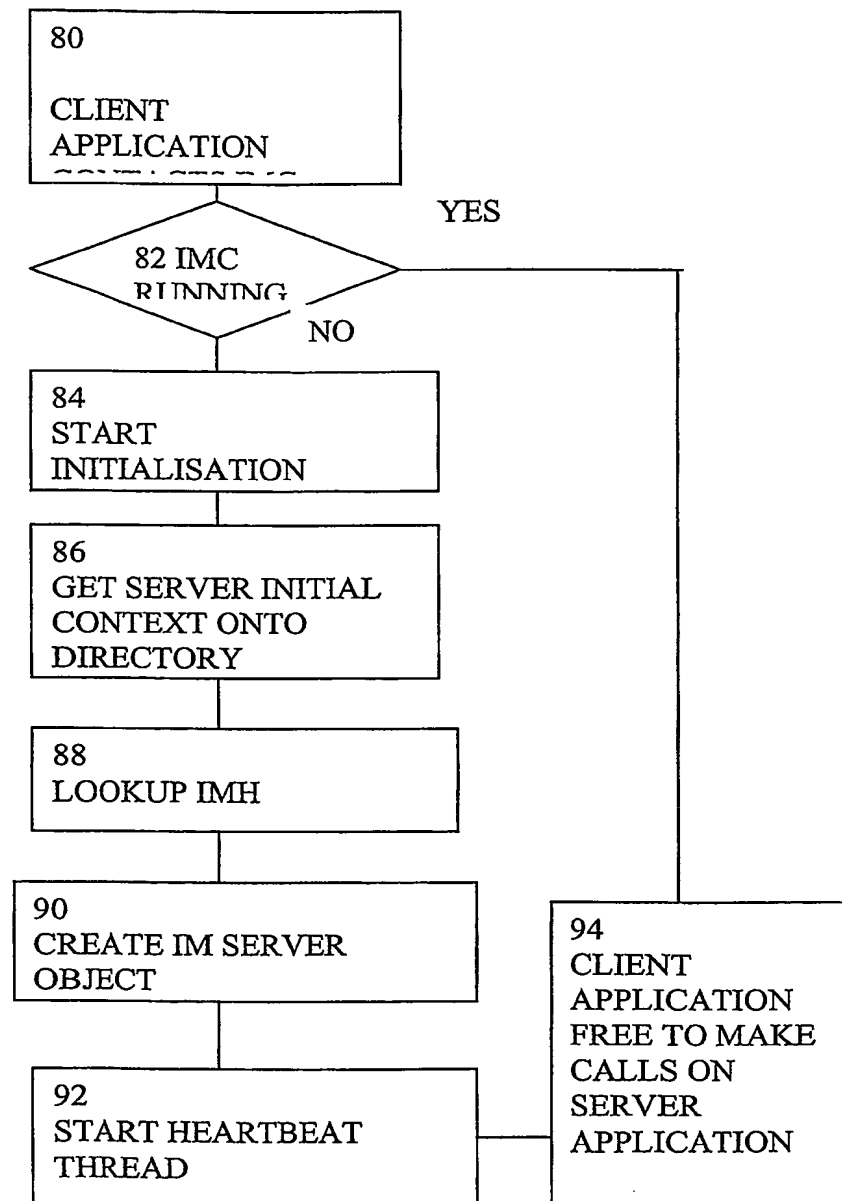 80
CLIENT
APPLICATION
YES
82 IMC
RUNNING
NO
84
START
INITIALISATION
86
GET SERVER INITIAL
CONTEXT ONTO
DIRECTORY
88
LOOKUP IMH
90
CREATE IM SERVER
OBJECT
92
START HEARTBEAT
THREAD
94
CLIENT
APPLICATION
FREE TO MAKE
CALLS ON
SERVER
APPLICATION